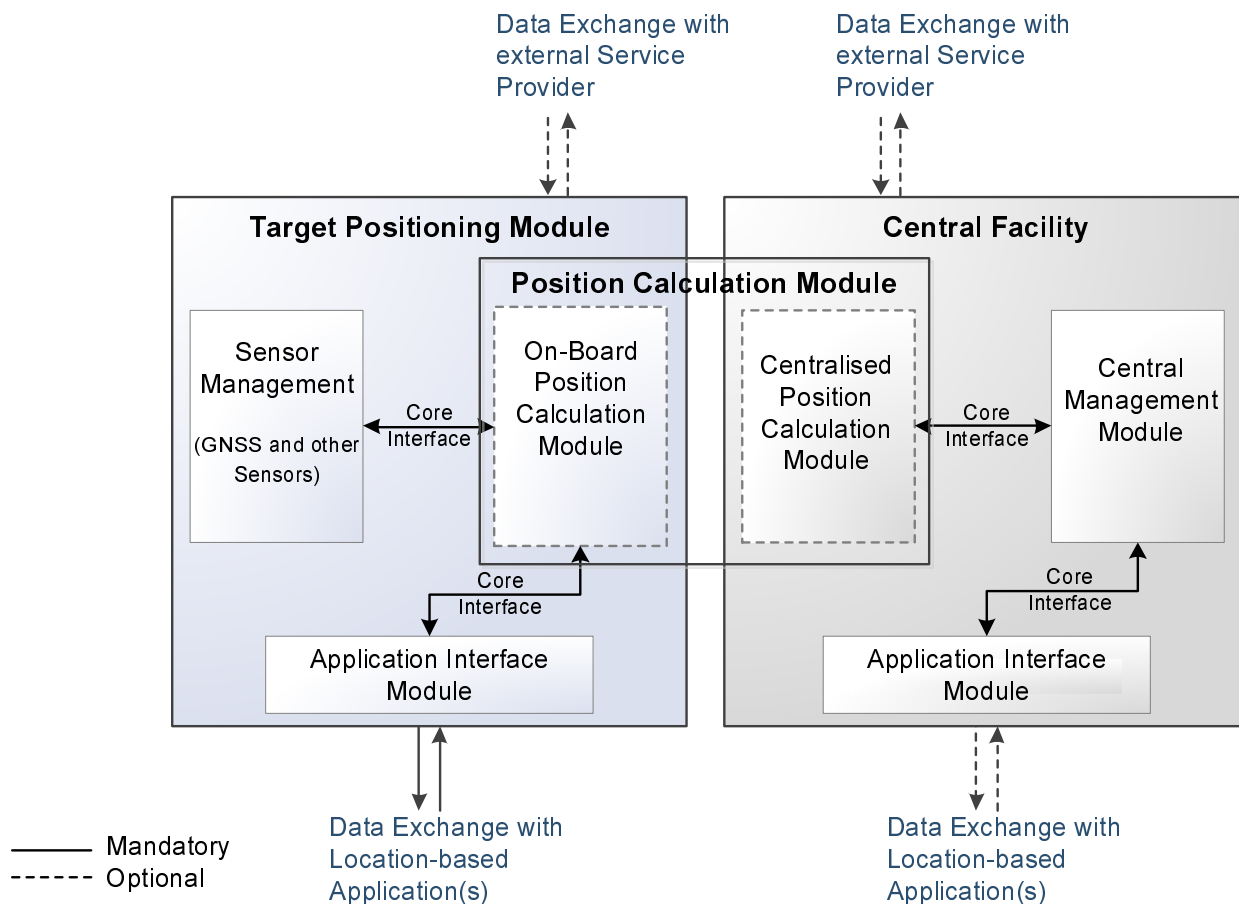 Data Exchange with
external Service
Provider
Data Exchange with
external Service
Provider
Target Positioning Module
Central Facility
Position Calculation Module
Sensor
Management
(GNSS and other
Sensors)
Core
Interface
On-Board
Position
Calculation
Module
Centralised
Position
Calculation
Module
Core
Interface
Central
Management
Module
Core
Interface
Core
Interface
Application Interface
Module
Application Interface
Module
Data Exchange with
Location-based
Application(s)
Data Exchange with
Location-based
Application(s)
Mandatory
Optional